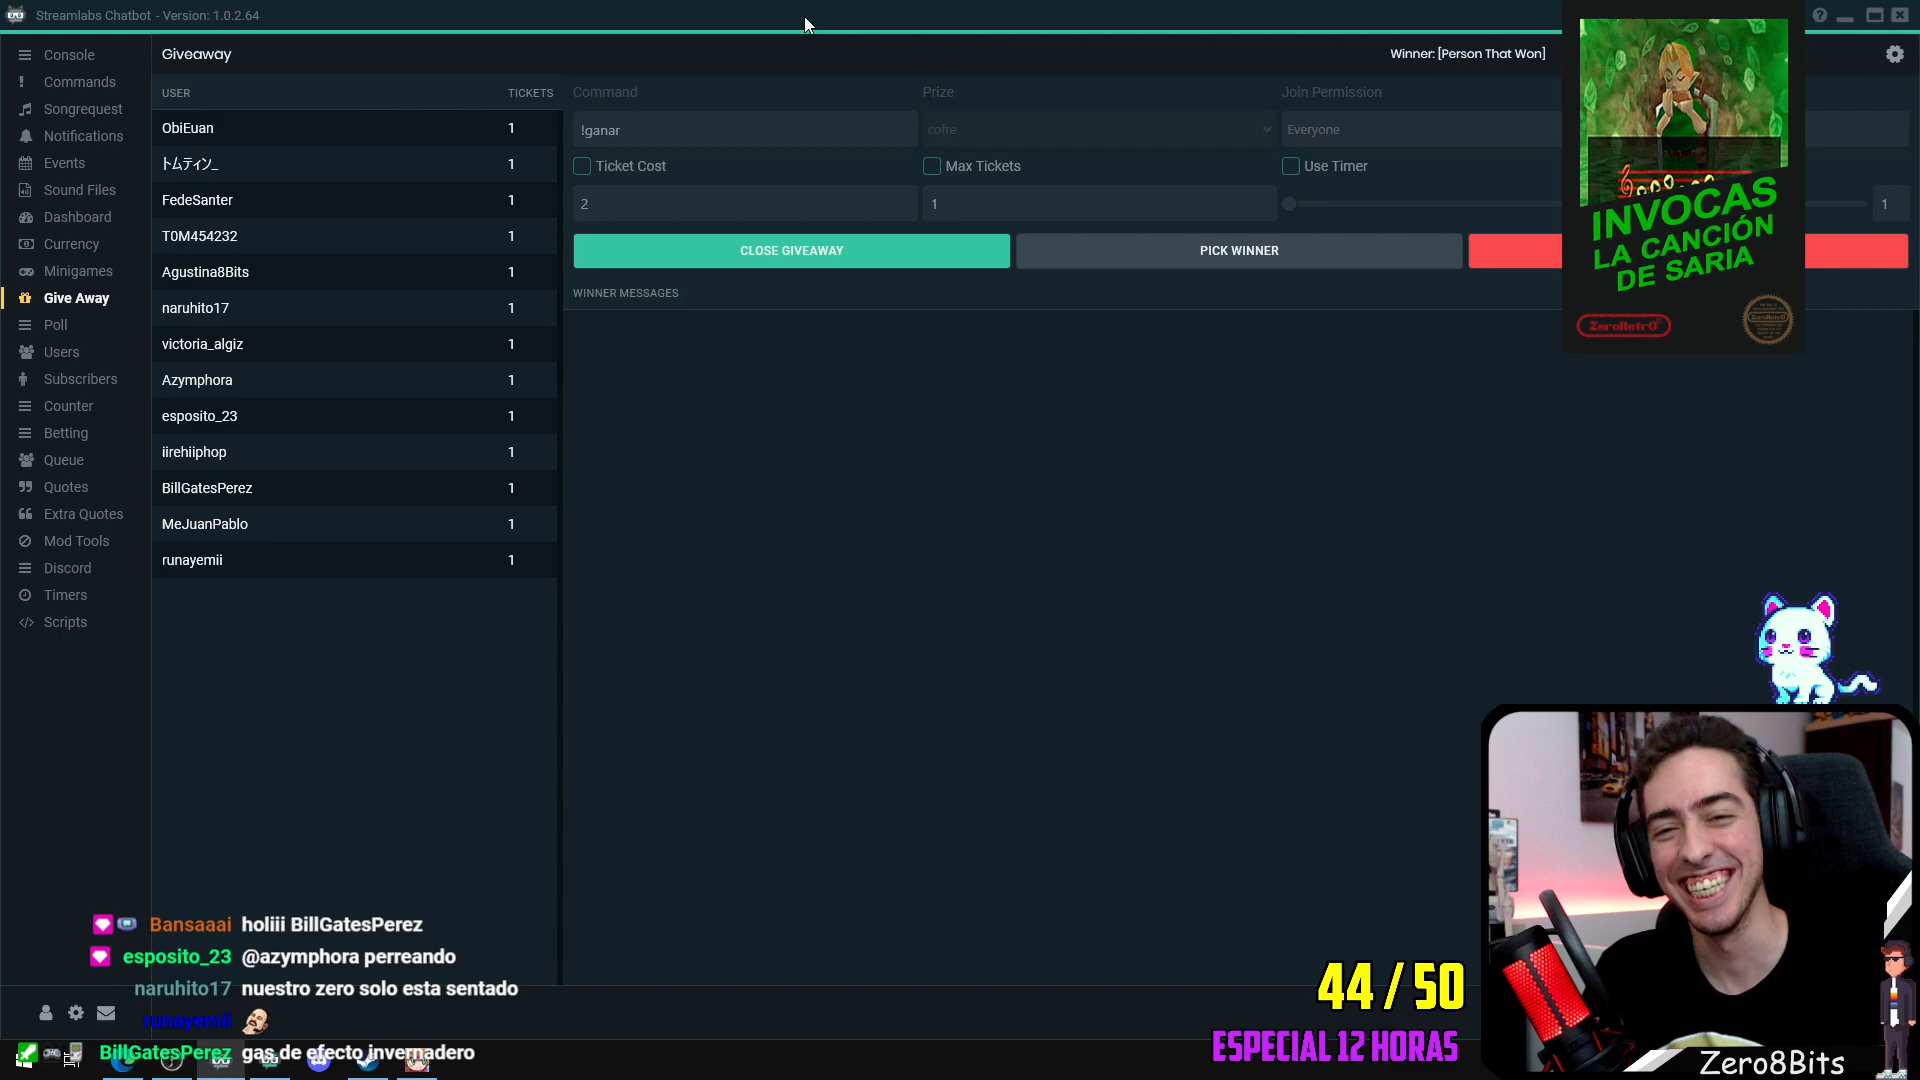 Streamlabs Chatbot - Version: 1.0.2.64
Console
Commands
Songrequest
Notifications
Events
Sound Files
Dashboard
Currency
Minigames
Give Away
Poll
Users
Subscribers
Counter
Betting
Queue
Quotes
Extra Quotes
Mod Tools
Discord
Timers
Scripts
Giveaway
Winner: [Person That Won]
USER TICKETS
ObiEuan 1
トムティン_ 1
FedeSanter 1
T0M454232 1
Agustina8Bits 1
naruhito17 1
victoria_algiz 1
Azymphora 1
esposito_23 1
iirehiiphop 1
BillGatesPerez 1
MeJuanPablo 1
runayemii 1
Command Prize Join Permission
!ganar cofre Everyone
Ticket Cost Max Tickets Use Timer
2 1 1
CLOSE GIVEAWAY PICK WINNER
WINNER MESSAGES
INVOCAS
LA CANCIÓN
DE SARIA
ZeroRetrO
Bansaaai holiii BillGatesPerez
esposito_23 @azymphora perreando
naruhito17 nuestro zero solo esta sentado
runayemii
BillGatesPerez gas de efecto invernadero
44 / 50
ESPECIAL 12 HORAS
Zero8Bits